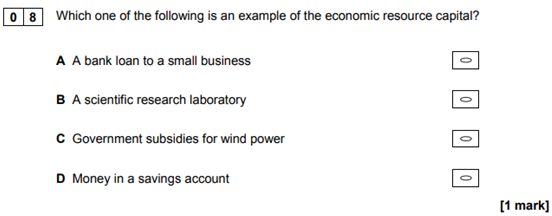 0 8 Which one of the following is an example of the economic resource capital?
A A bank loan to a small business
B A scientific research laboratory
C Government subsidies for wind power
D Money in a savings account
[1 mark]